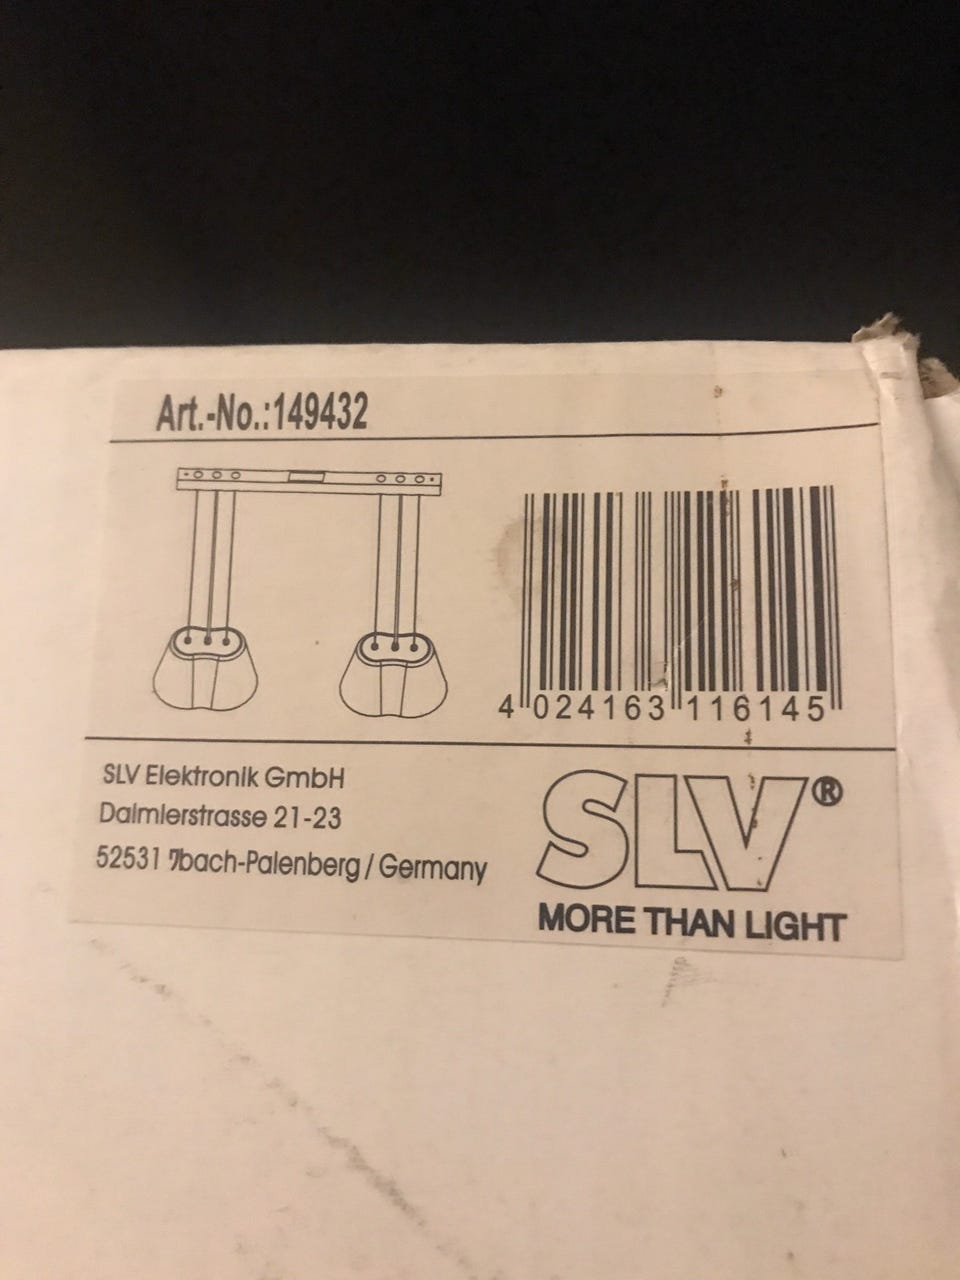 Art.-No.:149432
4 024163 116145
SLV Elektronik GmbH
Daimlerstrasse 21-23
52531 bach-Palenberg / Germany
SLV®
MORE THAN LIGHT